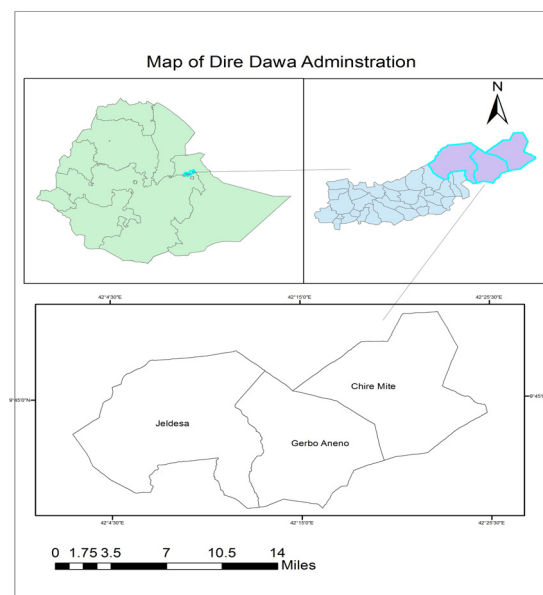 Map of Dire Dawa Adminstration
N
42°4'30"E 42°15'0"E 42°25'30"E
Chire Mite
9°45'0"N
Jeldesa
Gerbo Aneno
42°4'30"E 42°15'0"E 42°25'30"E
0 1.75 3.5 7 10.5 14
Miles